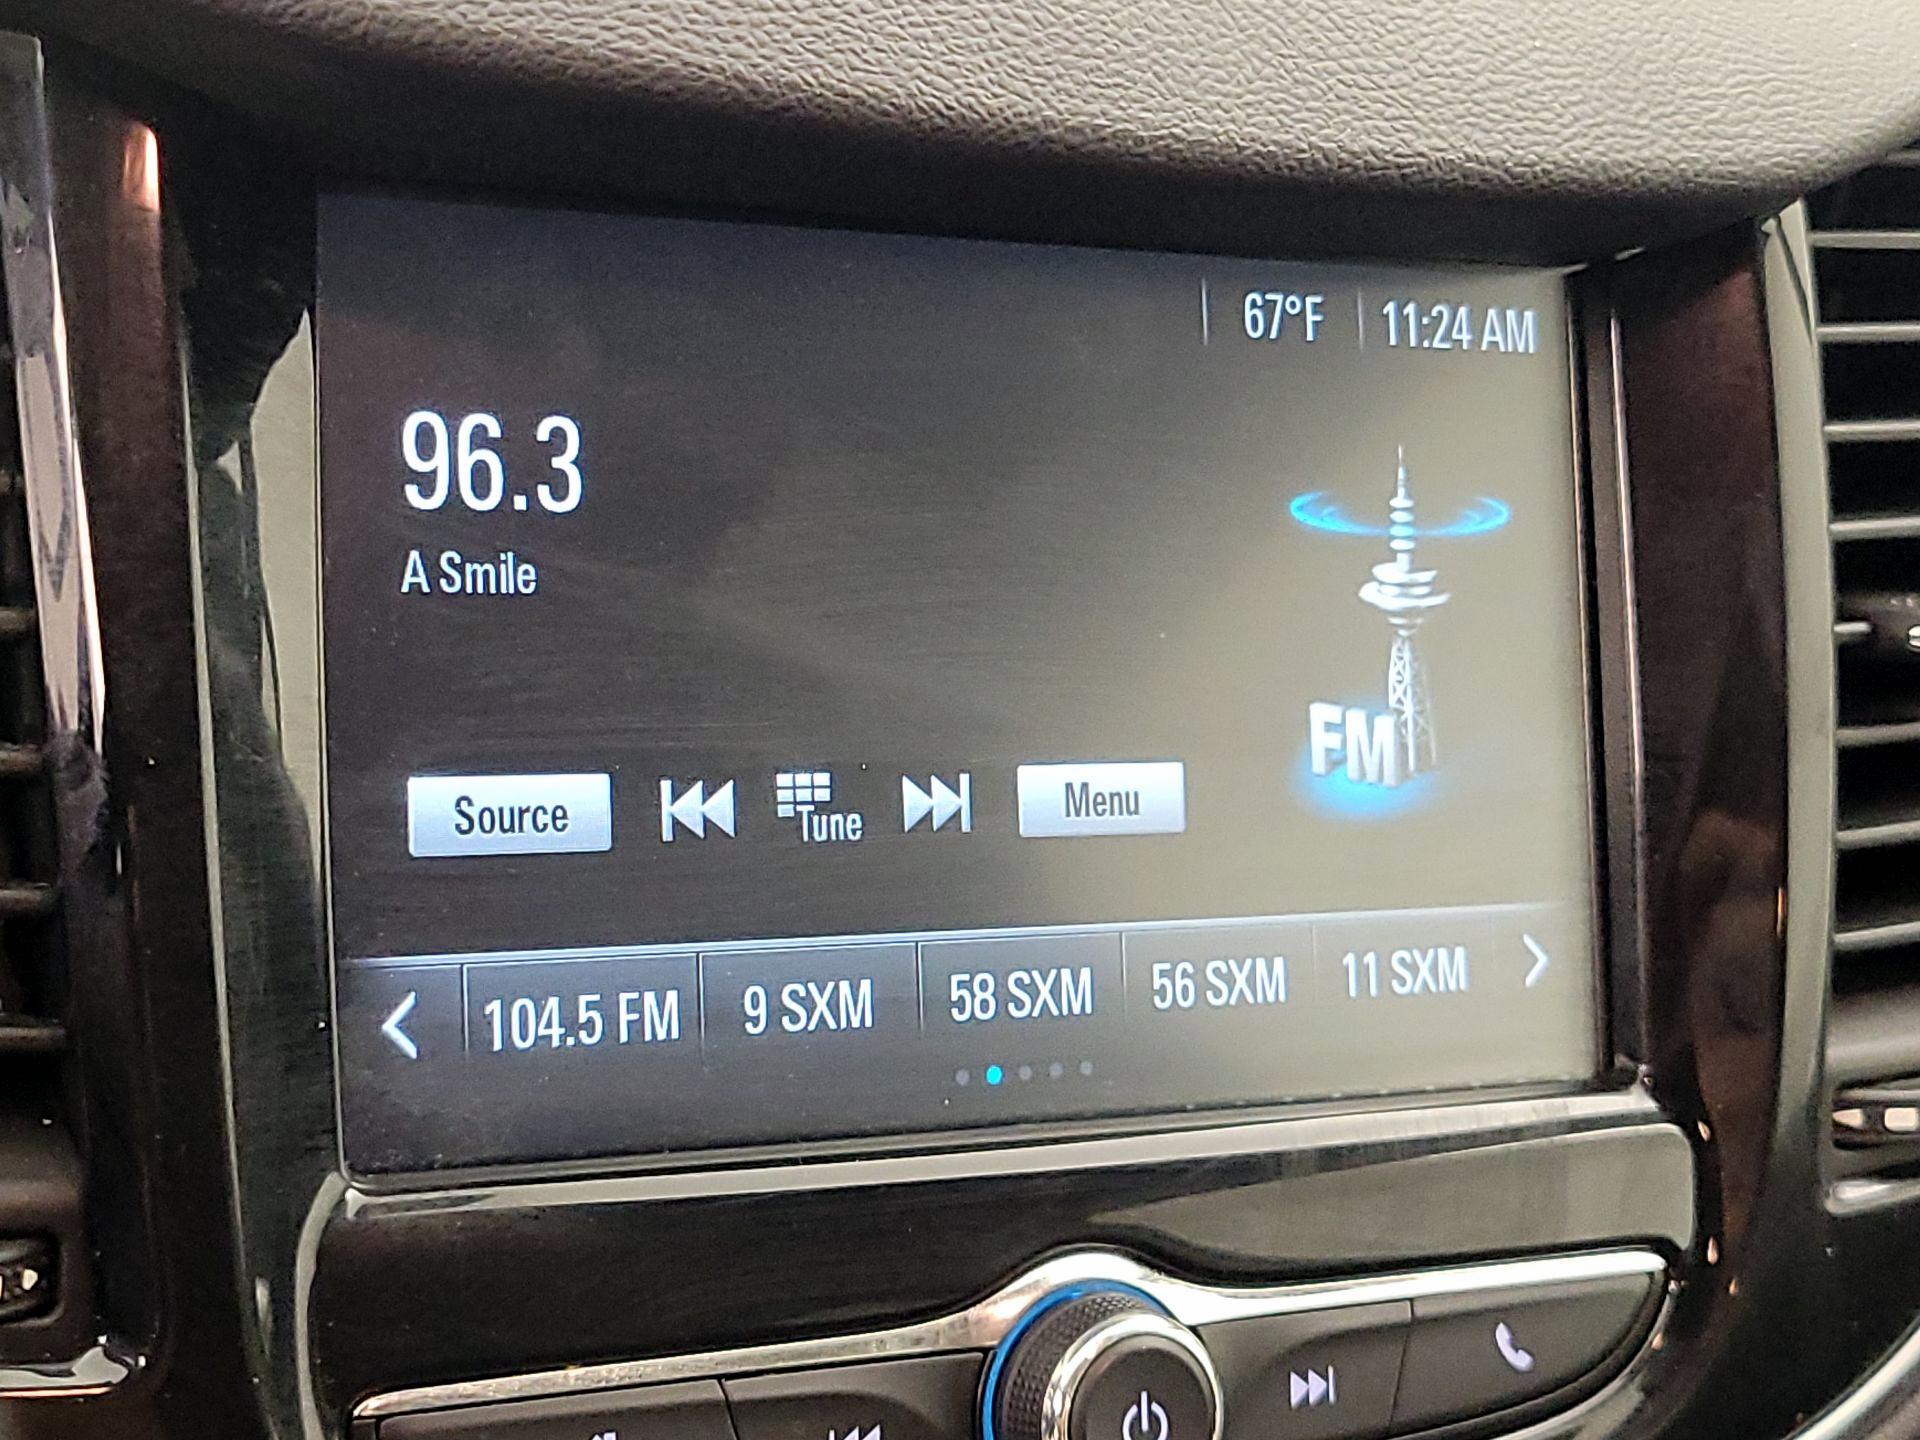 67°F 11:24 AM
96.3
A Smile
FM
Source Tune Menu
104.5 FM 9 SXM 58 SXM 56 SXM 11 SXM